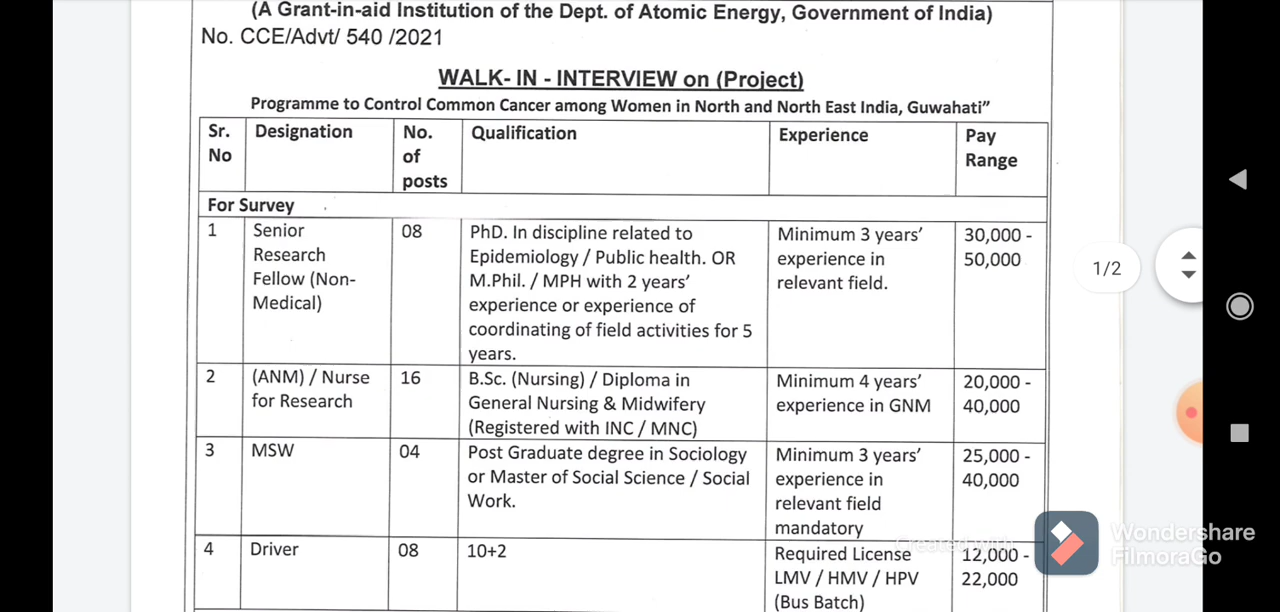 (A Grant-in-aid Institution of the Dept. of Atomic Energy, Government of India)
No. CCE/Advt/ 540 /2021
WALK- IN - INTERVIEW on (Project)
Programme to Control Common Cancer among Women in North and North East India, Guwahati”
Sr. No
Designation
No. of posts
Qualification
Experience
Pay Range
For Survey
1
Senior
Research
Fellow (Non-
Medical)
08
PhD. In discipline related to
Epidemiology / Public health. OR
M.Phil. / MPH with 2 years’
experience or experience of
coordinating of field activities for 5
years.
Minimum 3 years’
experience in
relevant field.
30,000 -
50,000
2
(ANM) / Nurse
for Research
16
B.Sc. (Nursing) / Diploma in
General Nursing & Midwifery
(Registered with INC / MNC)
Minimum 4 years’
experience in GNM
20,000 -
40,000
3
MSW
04
Post Graduate degree in Sociology
or Master of Social Science / Social
Work.
Minimum 3 years’
experience in
relevant field
mandatory
25,000 -
40,000
4
Driver
08
10+2
Required License
LMV / HMV / HPV
(Bus Batch)
12,000 -
22,000
1/2
Created with
Wondershare
FilmoraGo